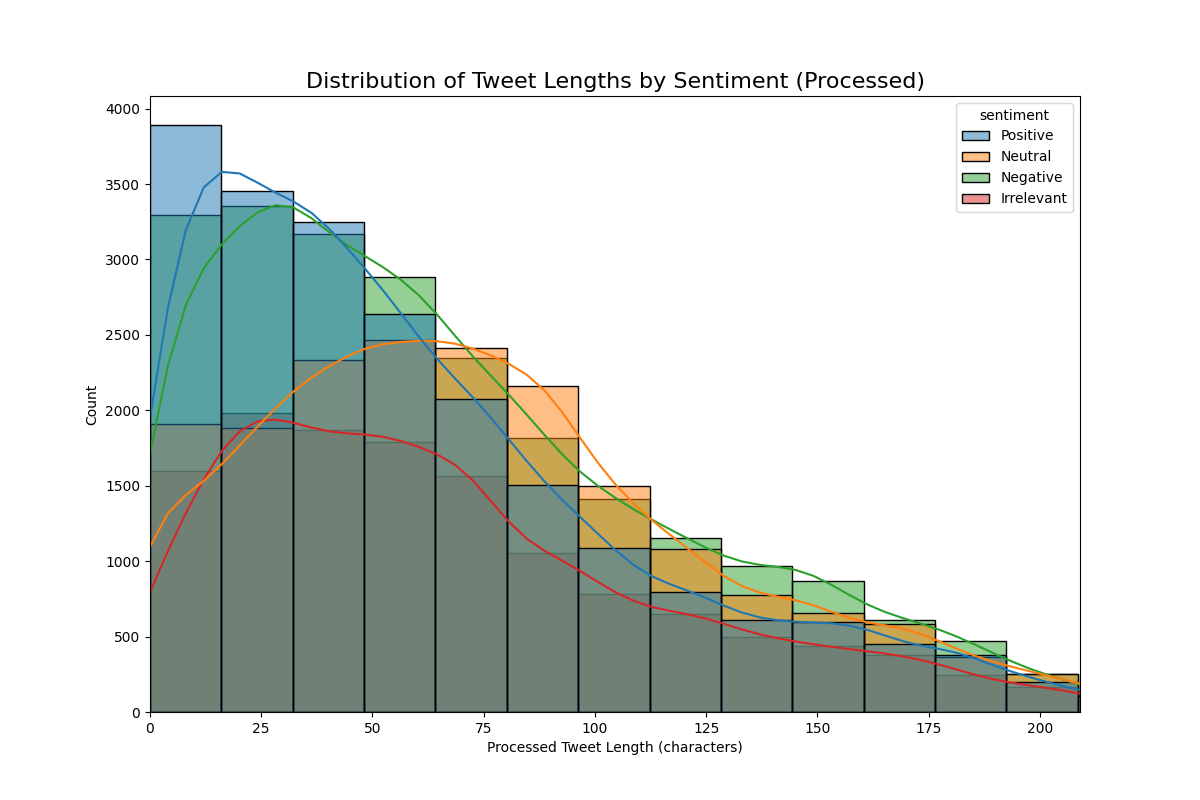 Distribution of Tweet Lengths by Sentiment (Processed)
sentiment
Positive
Neutral
Negative
Irrelevant
Count
4000
3500
3000
2500
2000
1500
1000
500
0
0 25 50 75 100 125 150 175 200
Processed Tweet Length (characters)